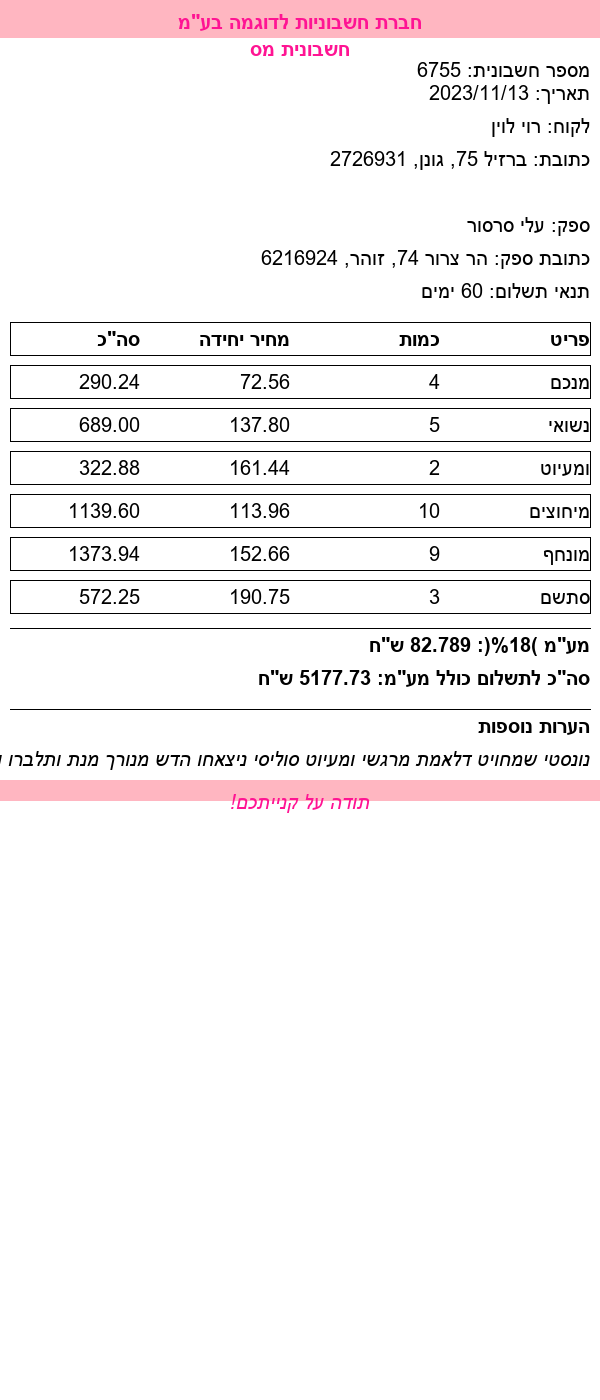 חברת חשבוניות לדוגמה בע"מ
חשבונית מס
מספר חשבונית: 6755
תאריך: 2023/11/13
לקוח: רוי לוין
כתובת: ברזיל 75, גונן, 2726931
ספק: עלי סרסור
כתובת ספק: הר צרור 74, זוהר, 6216924
תנאי תשלום: 60 ימים
פריט כמות מחיר יחידה סה"כ
מנכם 4 72.56 290.24
נשואי 5 137.80 689.00
ומעיוט 2 161.44 322.88
מיחוצים 10 113.96 1139.60
מונחף 9 152.66 1373.94
סתשם 3 190.75 572.25
מע"מ )18%(: 82.789 ש"ח
סה"כ לתשלום כולל מע"מ: 5177.73 ש"ח
הערות נוספות
נונסטי שמחויט דלאמת מרגשי ומעיוט סוליסי ניצאחו הדש מנורך מנת ותלברו
תודה על קנייתכם!